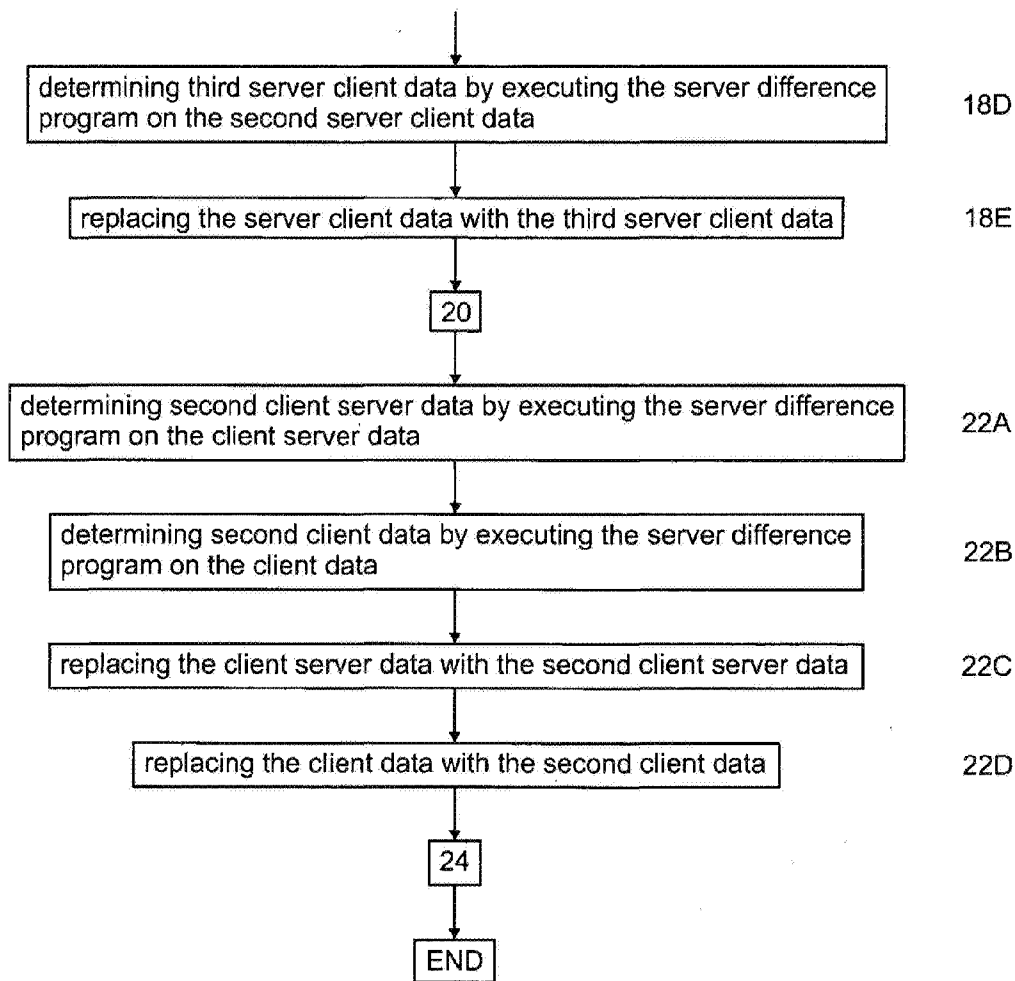 determining third server client data by executing the server difference
program on the second server client data
18D
replacing the server client data with the third server client data
18E
20
determining second client server data by executing the server difference
program on the client server data
22A
determining second client data by executing the server difference
program on the client data
22B
replacing the client server data with the second client server data
22C
replacing the client data with the second client data
22D
24
END